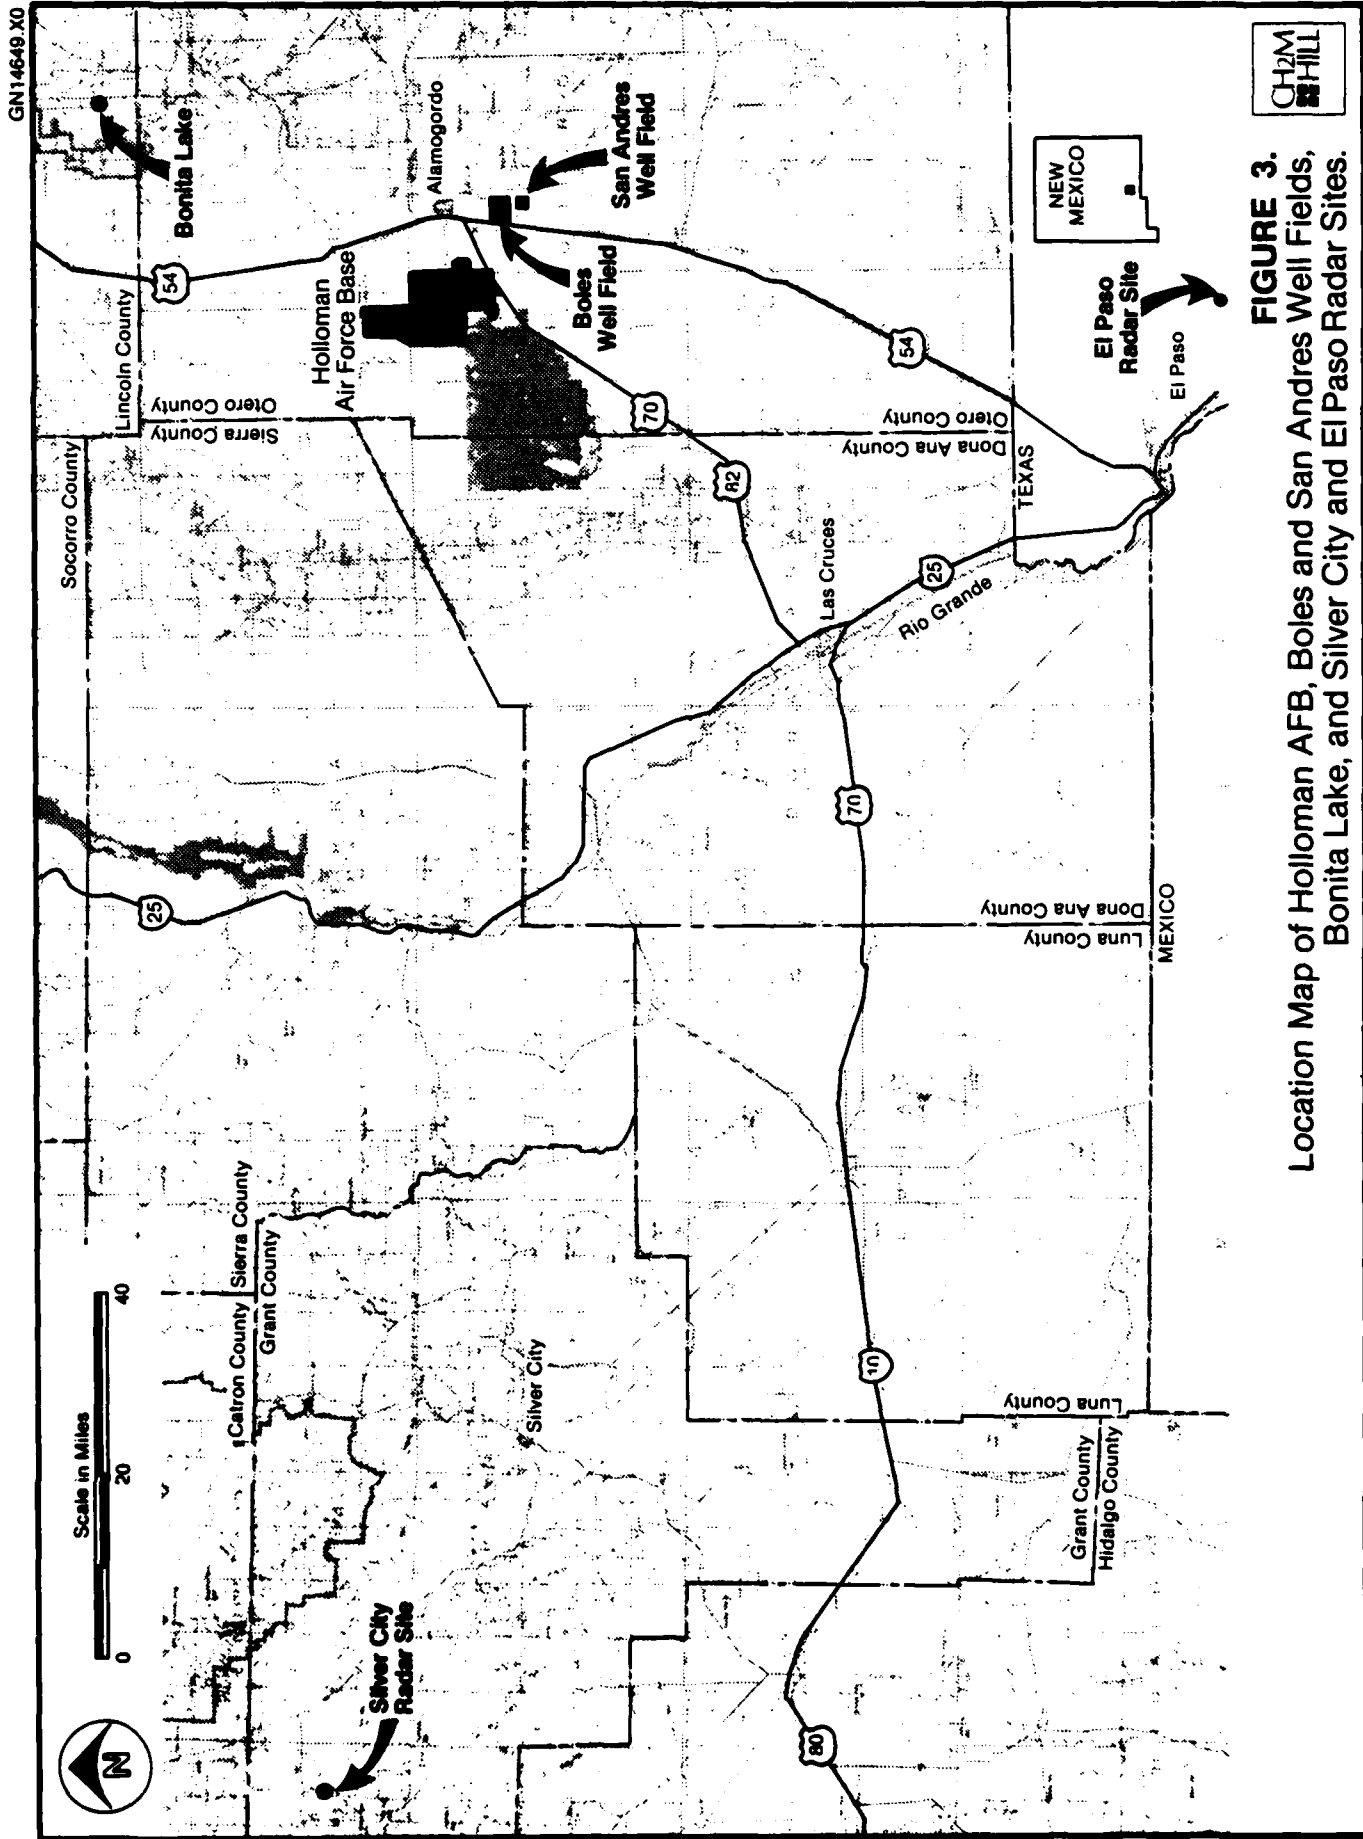 GN14649.X0
Scale in Miles
0
20
40
N
Socorro County
Lincoln County
Bonita Lake
54
25
Otero County
Sierra County
Holloman
Air Force Base
Alamogordo
Catron County
Sierra County
Grant County
Silver City
Radar Site
Boles
Well Field
San Andres
Well Field
70
82
Silver City
Las Cruces
54
25
Rio Grande
70
10
80
Otero County
Dona Ana County
Dona Ana County
Luna County
Luna County
Grant County
Hidalgo County
TEXAS
MEXICO
NEW
MEXICO
El Paso
Radar Site
El Paso
FIGURE 3.
Location Map of Holloman AFB, Boles and San Andres Well Fields,
Bonita Lake, and Silver City and El Paso Radar Sites.
CH2M
HILL